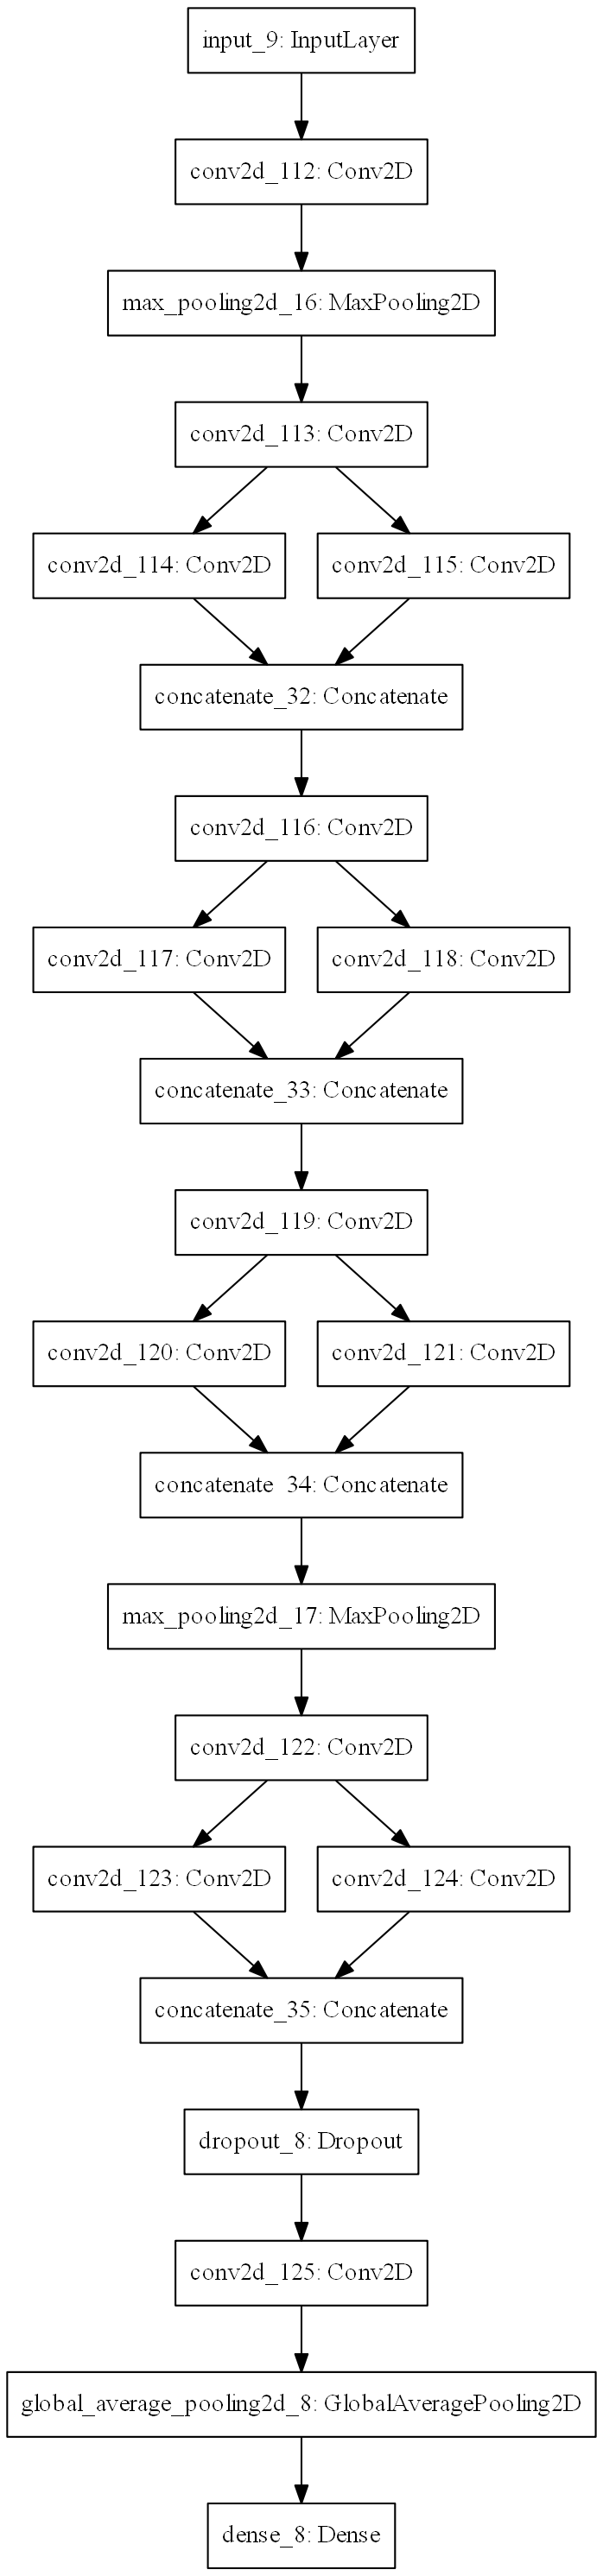 input_9: InputLayer
conv2d_112: Conv2D
max_pooling2d_16: MaxPooling2D
conv2d_113: Conv2D
conv2d_114: Conv2D
conv2d_115: Conv2D
concatenate_32: Concatenate
conv2d_116: Conv2D
conv2d_117: Conv2D
conv2d_118: Conv2D
concatenate_33: Concatenate
conv2d_119: Conv2D
conv2d_120: Conv2D
conv2d_121: Conv2D
concatenate_34: Concatenate
max_pooling2d_17: MaxPooling2D
conv2d_122: Conv2D
conv2d_123: Conv2D
conv2d_124: Conv2D
concatenate_35: Concatenate
dropout_8: Dropout
conv2d_125: Conv2D
global_average_pooling2d_8: GlobalAveragePooling2D
dense_8: Dense